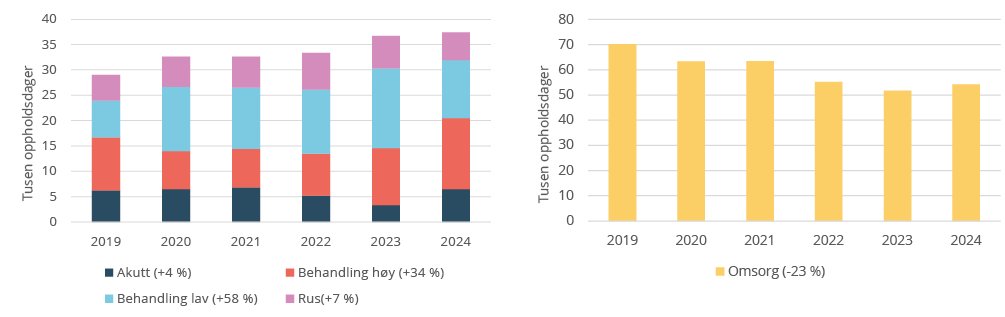 Tusen oppholdsdager
40
35
30
25
20
15
10
5
0
2019 2020 2021 2022 2023 2024
Akutt (+4 %) Behandling høy (+34 %)
Behandling lav (+58 %) Rus(+7 %)
Tusen oppholdsdager
80
70
60
50
40
30
20
10
0
2019 2020 2021 2022 2023 2024
Omsorg (-23 %)